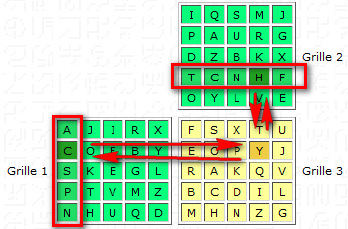 I Q S M J
P A U R G
D Z B K X
Grille 2
T C N H F
O Y L V E
A J I R X
C O F B Y
Grille 1
S K E G L
P T V M Z
N H U Q D
F S X T U
E O P Y J
R A K Q V
Grille 3
B C D I L
M H N Z G